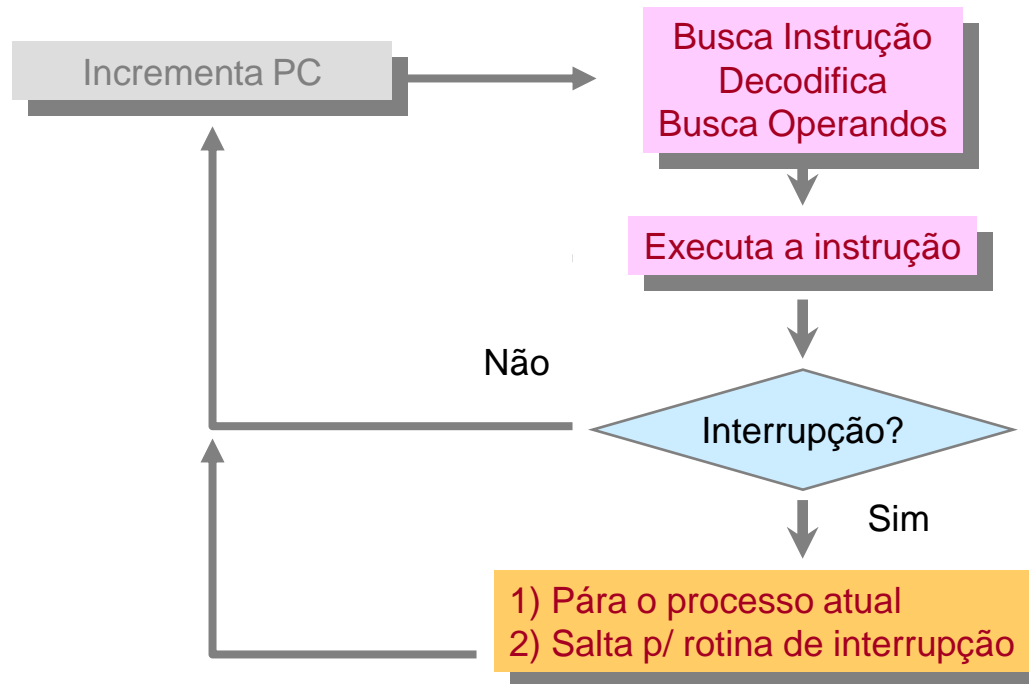 Incrementa PC
Busca Instrução
Decodifica
Busca Operandos
Executa a instrução
Não
Interrupção?
Sim
1) Pára o processo atual
2) Salta p/ rotina de interrupção